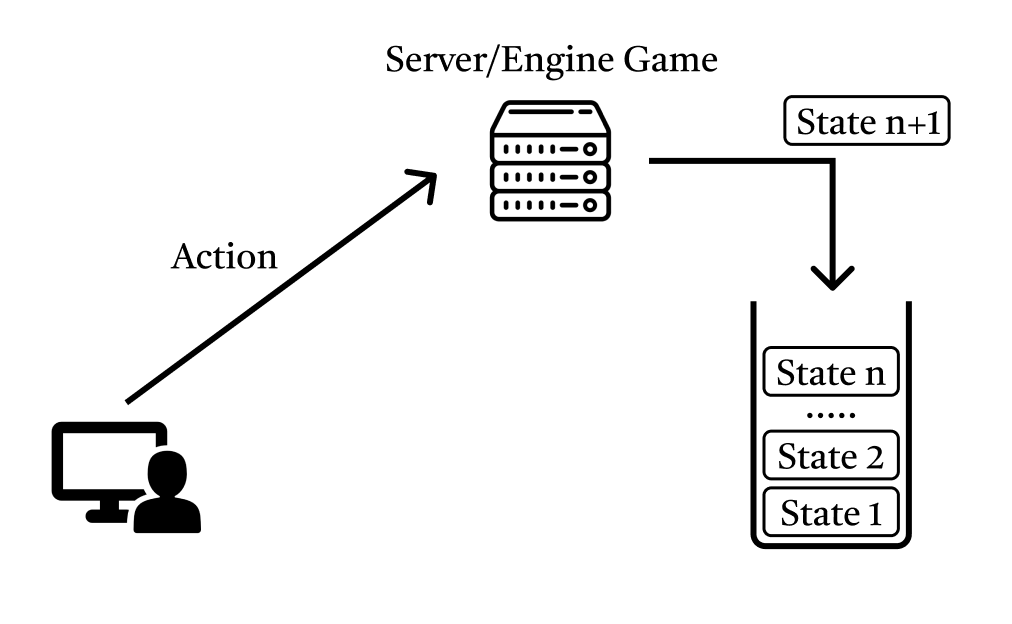 Server/Engine Game
State n+1
Action
State n
.....
State 2
State 1